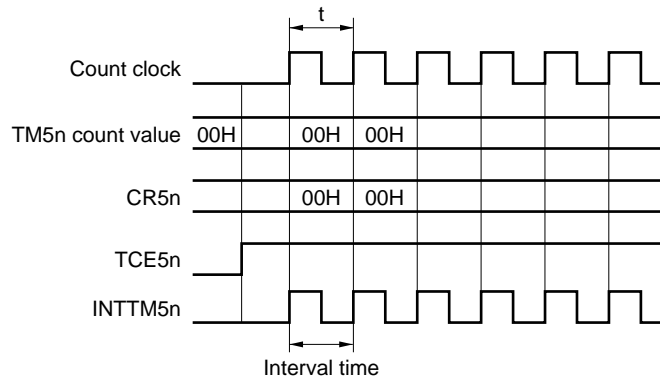 t
Count clock
TM5n count value 00H 00H 00H
CR5n 00H 00H
TCE5n
INTTM5n
Interval time